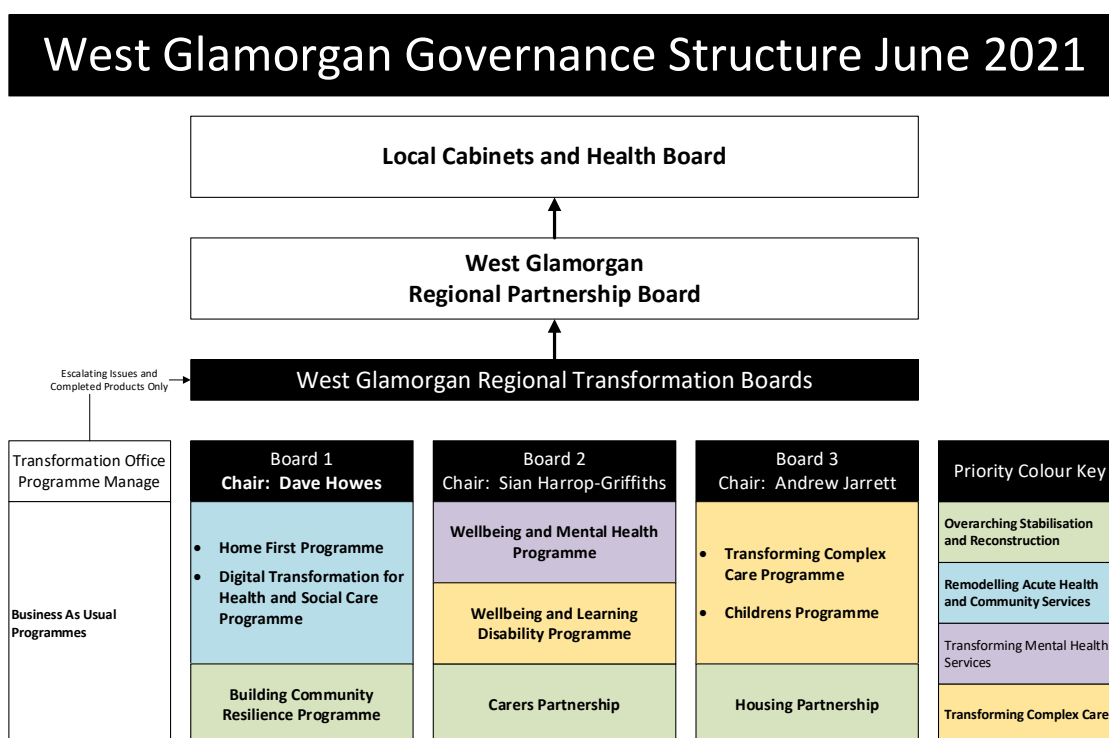 West Glamorgan Governance Structure June 2021
Local Cabinets and Health Board
West Glamorgan
Regional Partnership Board
Escalating Issues and
Completed Products Only
West Glamorgan Regional Transformation Boards
Transformation Office
Programme Manage
Business As Usual
Programmes
Board 1
Chair: Dave Howes
• Home First Programme
• Digital Transformation for
Health and Social Care
Programme
Building Community
Resilience Programme
Board 2
Chair: Sian Harrop-Griffiths
Wellbeing and Mental Health
Programme
Wellbeing and Learning
Disability Programme
Carers Partnership
Board 3
Chair: Andrew Jarrett
• Transforming Complex
Care Programme
• Childrens Programme
Housing Partnership
Priority Colour Key
Overarching Stabilisation
and Reconstruction
Remodelling Acute Health
and Community Services
Transforming Mental Health
Services
Transforming Complex Care